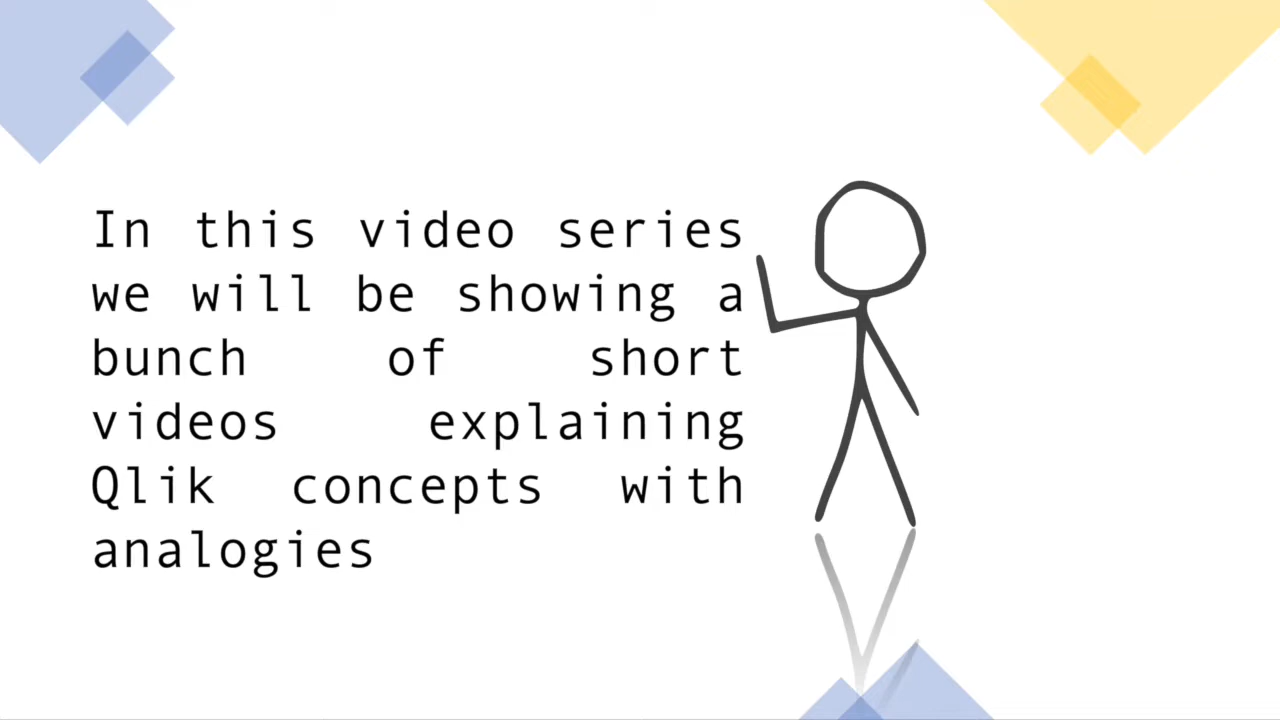 In this video series
we will be showing a
bunch of short
videos explaining
Qlik concepts with
analogies